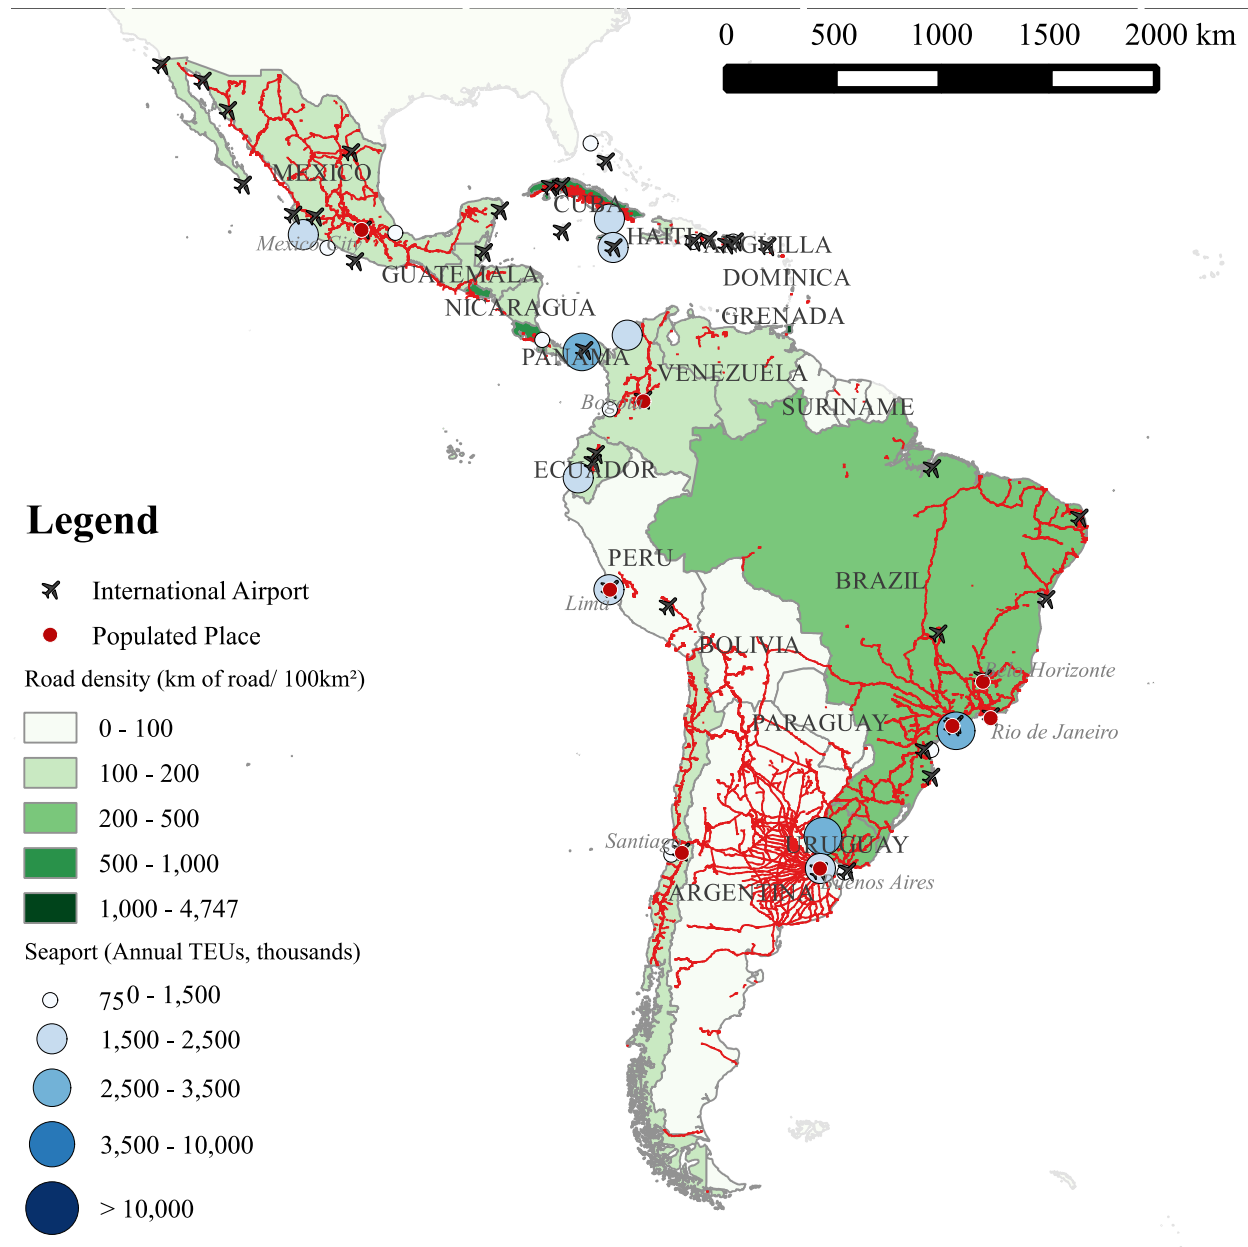 0 500 1000 1500 2000 km
MEXICO
CUBA
Mexico City
HAITI
ANGUILLA
GUATEMALA
DOMINICA
NICARAGUA
GRENADA
PANAMA
VENEZUELA
Bogota
SURINAME
ECUADOR
Legend
PERU
BRAZIL
International Airport
Lima
Populated Place
BOLIVIA
Belo Horizonte
Road density (km of road/ 100km²)
0 - 100
PARAGUAY
Rio de Janeiro
100 - 200
200 - 500
Santiago
URUGUAY
500 - 1,000
ARGENTINA
Buenos Aires
1,000 - 4,747
Seaport (Annual TEUs, thousands)
750 - 1,500
1,500 - 2,500
2,500 - 3,500
3,500 - 10,000
> 10,000